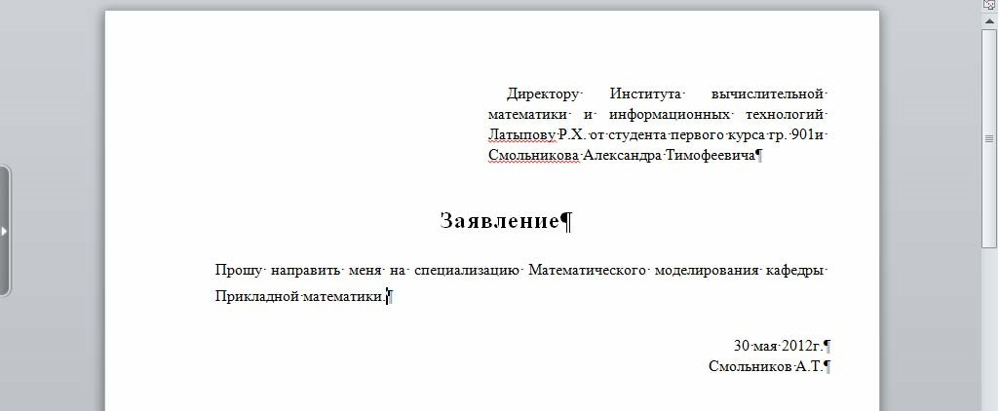 Директору Института вычислительной
математики и информационных технологий
Латыпову Р.Х. от студента первого курса гр. 901и
Смольникова Александра Тимофеевича¶
Заявление¶
Прошу направить меня на специализацию Математического моделирования кафедры
Прикладной математики.¶
30 мая 2012г.¶
Смольников А.Т.¶